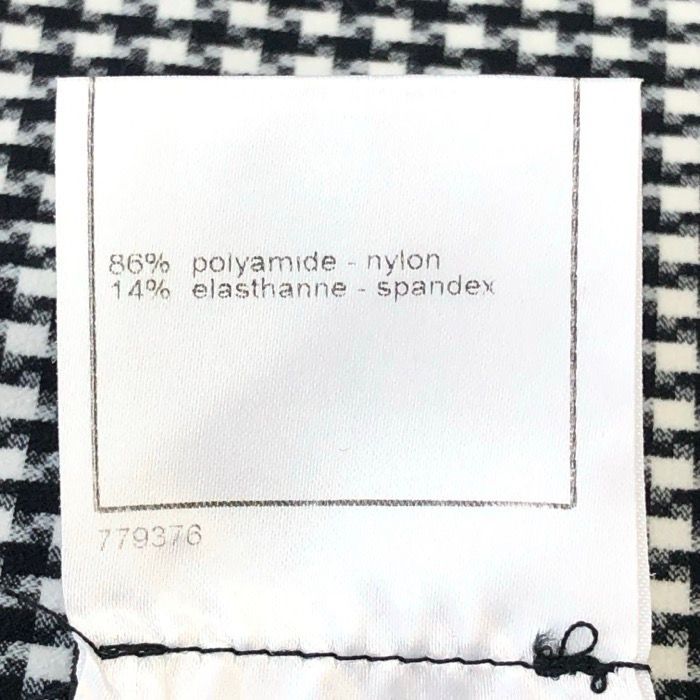 86% polyamide - nylon
14% elasthanne - spandex
779376